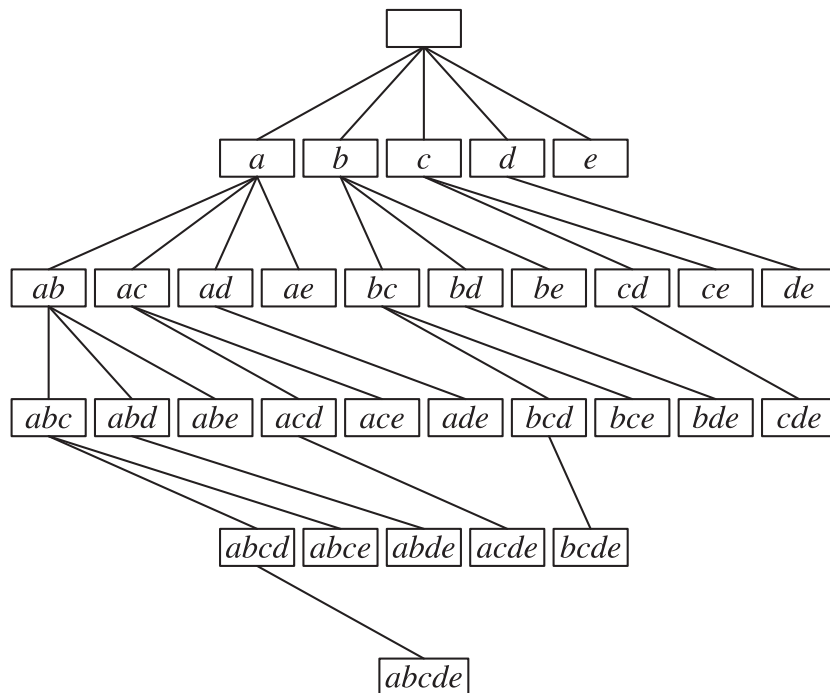 a b c d e
ab ac ad ae bc bd be cd ce de
abc abd abe acd ace ade bcd bce bde cde
abcd abce abde acde bcde
abcde